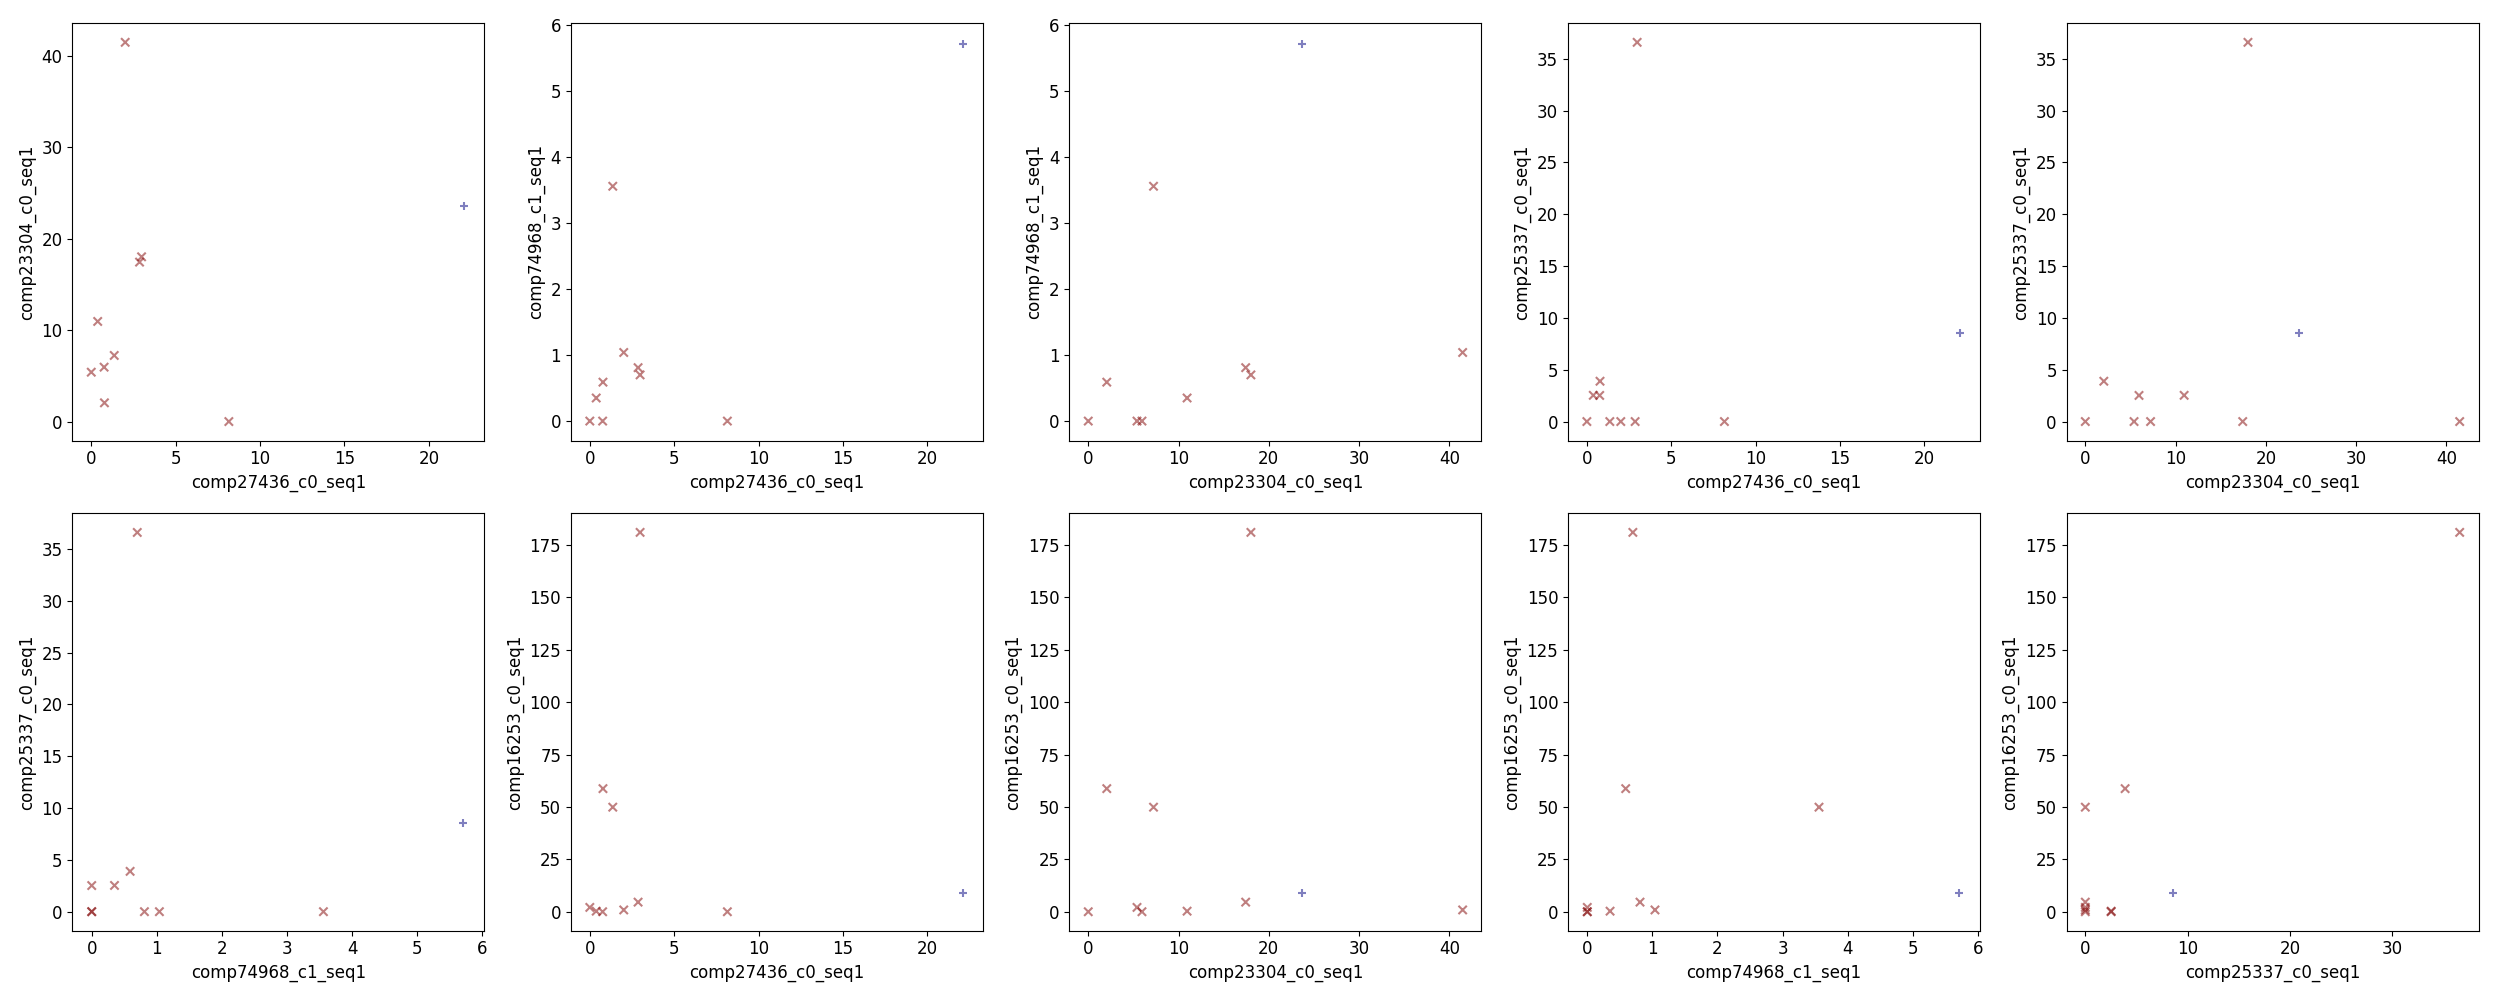 40
30
20
10
0
comp23304_c0_seq1
0 5 10 15 20
comp27436_c0_seq1
6
5
4
3
2
1
0
comp74968_c1_seq1
0 5 10 15 20
comp27436_c0_seq1
6
5
4
3
2
1
0
comp74968_c1_seq1
0 10 20 30 40
comp23304_c0_seq1
35
30
25
20
15
10
5
0
comp25337_c0_seq1
0 5 10 15 20
comp27436_c0_seq1
35
30
25
20
15
10
5
0
comp25337_c0_seq1
0 10 20 30 40
comp23304_c0_seq1
35
30
25
20
15
10
5
0
comp25337_c0_seq1
0 1 2 3 4 5 6
comp74968_c1_seq1
175
150
125
100
75
50
25
0
comp16253_c0_seq1
0 5 10 15 20
comp27436_c0_seq1
175
150
125
100
75
50
25
0
comp16253_c0_seq1
0 10 20 30 40
comp23304_c0_seq1
175
150
125
100
75
50
25
0
comp16253_c0_seq1
0 1 2 3 4 5 6
comp74968_c1_seq1
175
150
125
100
75
50
25
0
comp16253_c0_seq1
0 10 20 30
comp25337_c0_seq1